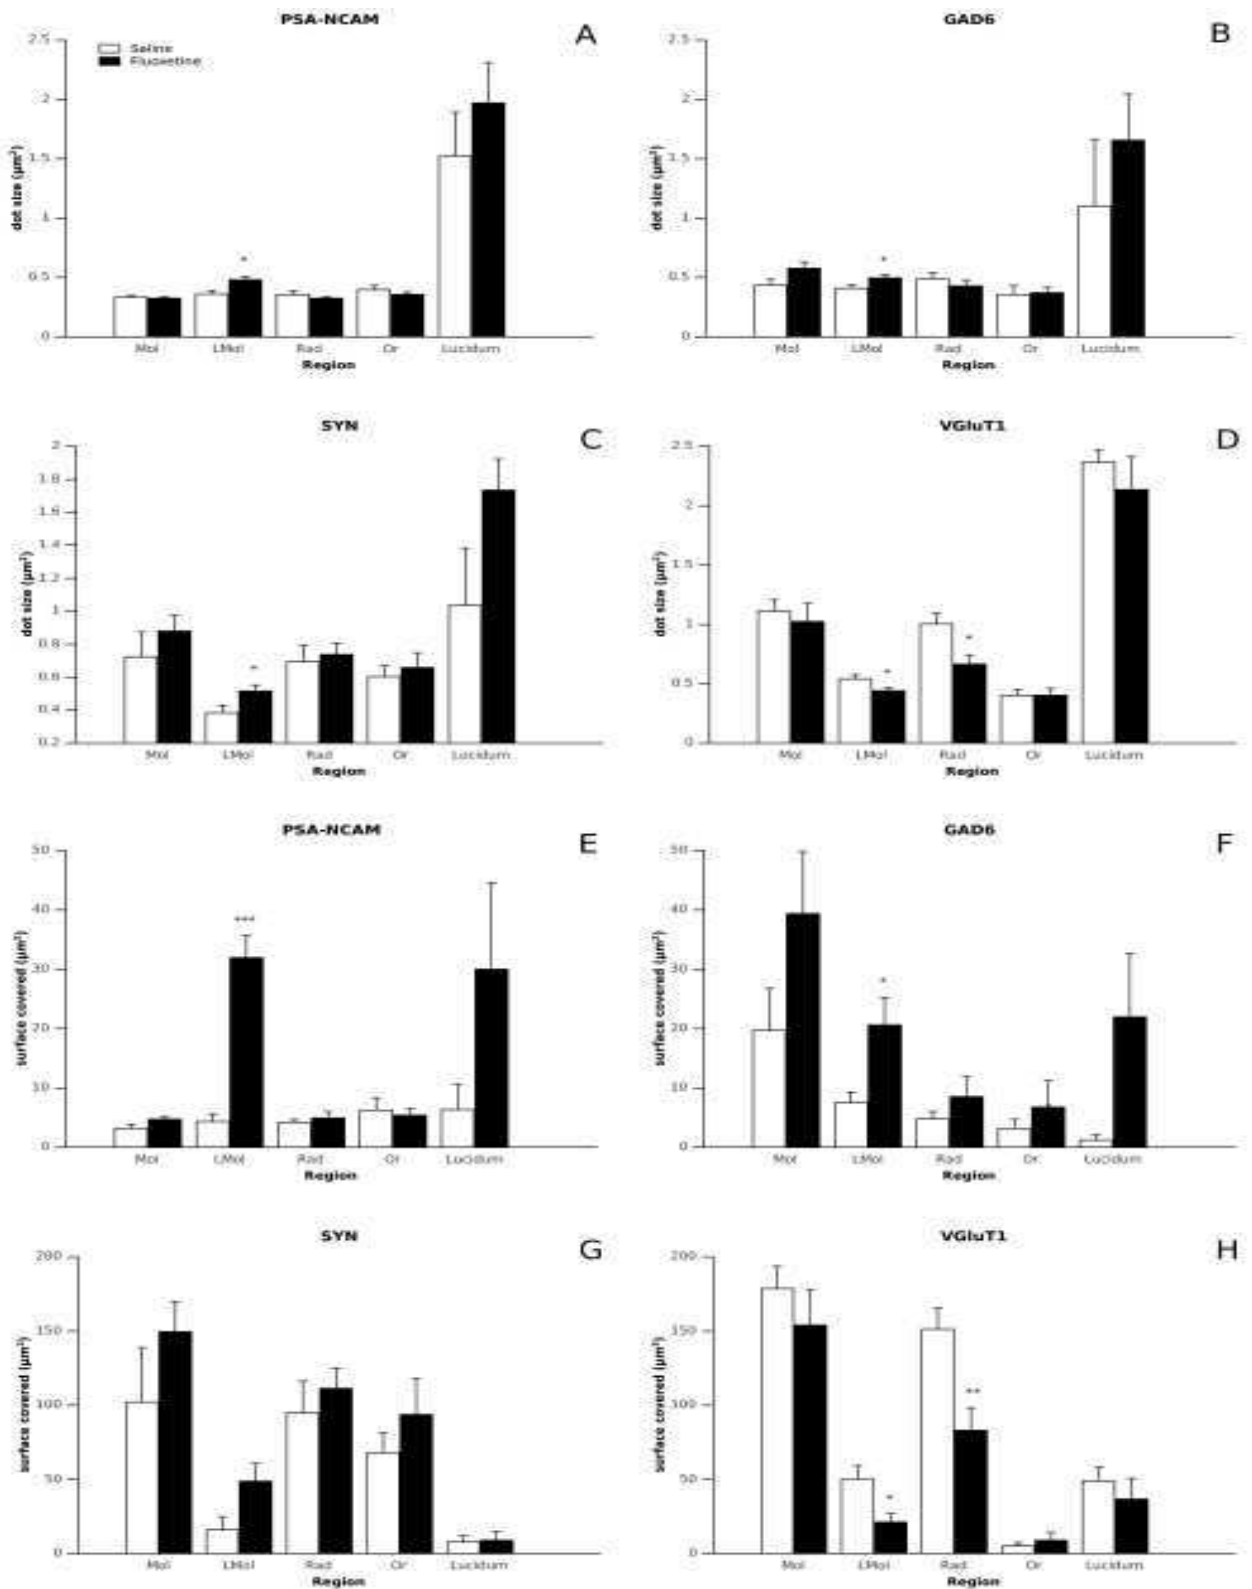 PSA-NCAM
A
Saline
Fluoxetine
2.5
2
1.5
1
0.5
0
dot size (µm²)
*
Mol LMol Rad Or Lucidum
Region
GAD6
B
2.5
2
1.5
1
0.5
0
dot size (µm²)
*
Mol LMol Rad Or Lucidum
Region
SYN
C
2
1.8
1.6
1.4
1.2
1
0.8
0.6
0.4
0.2
dot size (µm²)
*
Mol LMol Rad Or Lucidum
Region
VGluT1
D
2.5
2
1.5
1
0.5
0
dot size (µm²)
*
*
Mol LMol Rad Or Lucidum
Region
PSA-NCAM
E
50
40
30
20
10
0
surface covered (µm²)
***
Mol LMol Rad Or Lucidum
Region
GAD6
F
50
40
30
20
10
0
surface covered (µm²)
*
Mol LMol Rad Or Lucidum
Region
SYN
G
200
150
100
50
0
surface covered (µm²)
Mol LMol Rad Or Lucidum
Region
VGluT1
H
200
150
100
50
0
surface covered (µm²)
*
**
Mol LMol Rad Or Lucidum
Region